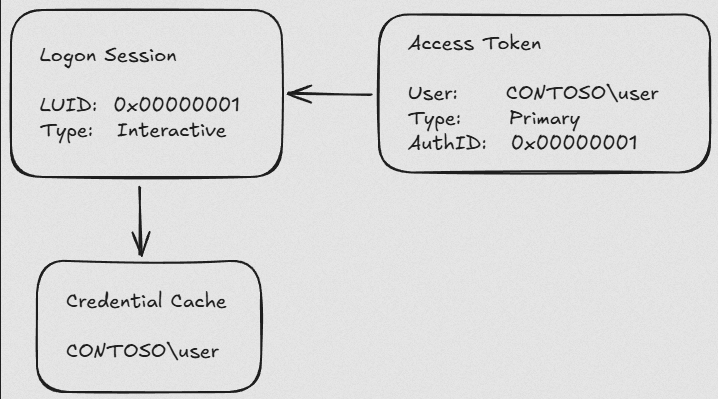 Logon Session
LUID: 0x00000001
Type: Interactive
Access Token
User: CONTOSO\user
Type: Primary
AuthID: 0x00000001
Credential Cache
CONTOSO\user